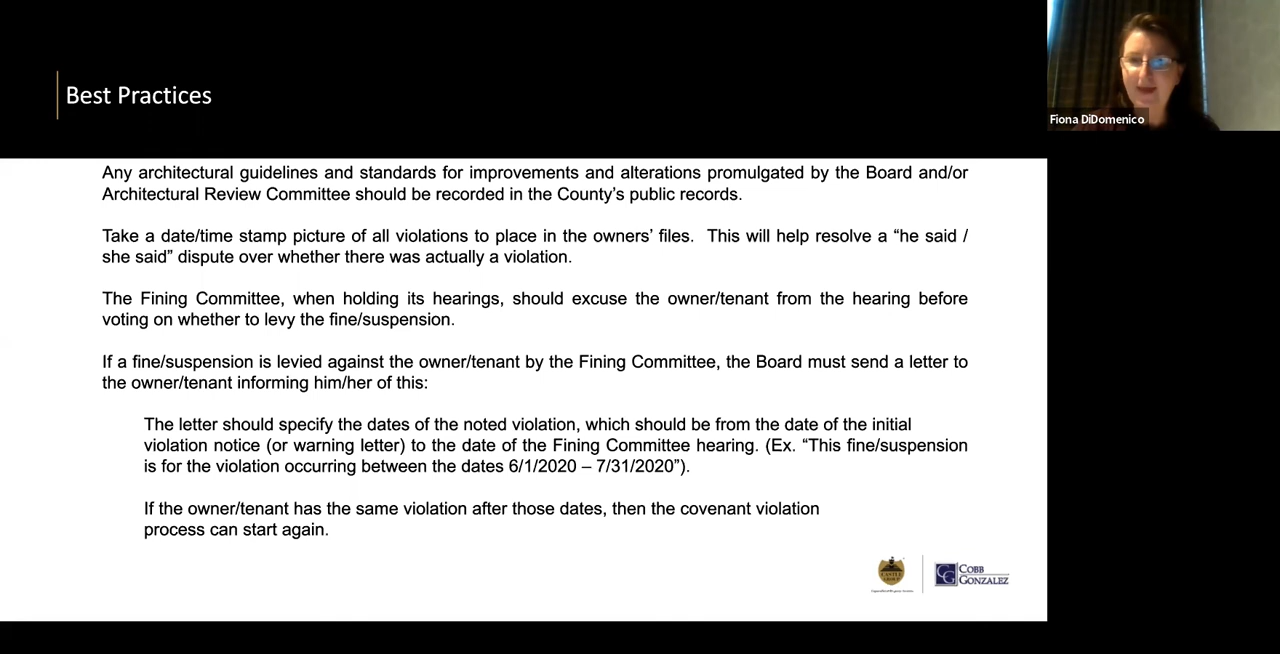 Best Practices
Fiona DiDomenico
Any architectural guidelines and standards for improvements and alterations promulgated by the Board and/or
Architectural Review Committee should be recorded in the County’s public records.
Take a date/time stamp picture of all violations to place in the owners’ files. This will help resolve a “he said /
she said” dispute over whether there was actually a violation.
The Fining Committee, when holding its hearings, should excuse the owner/tenant from the hearing before
voting on whether to levy the fine/suspension.
If a fine/suspension is levied against the owner/tenant by the Fining Committee, the Board must send a letter to
the owner/tenant informing him/her of this:
The letter should specify the dates of the noted violation, which should be from the date of the initial
violation notice (or warning letter) to the date of the Fining Committee hearing. (Ex. “This fine/suspension
is for the violation occurring between the dates 6/1/2020 – 7/31/2020”).
If the owner/tenant has the same violation after those dates, then the covenant violation
process can start again.
CASTLE
GROUP
CG
COBB
GONZALEZ